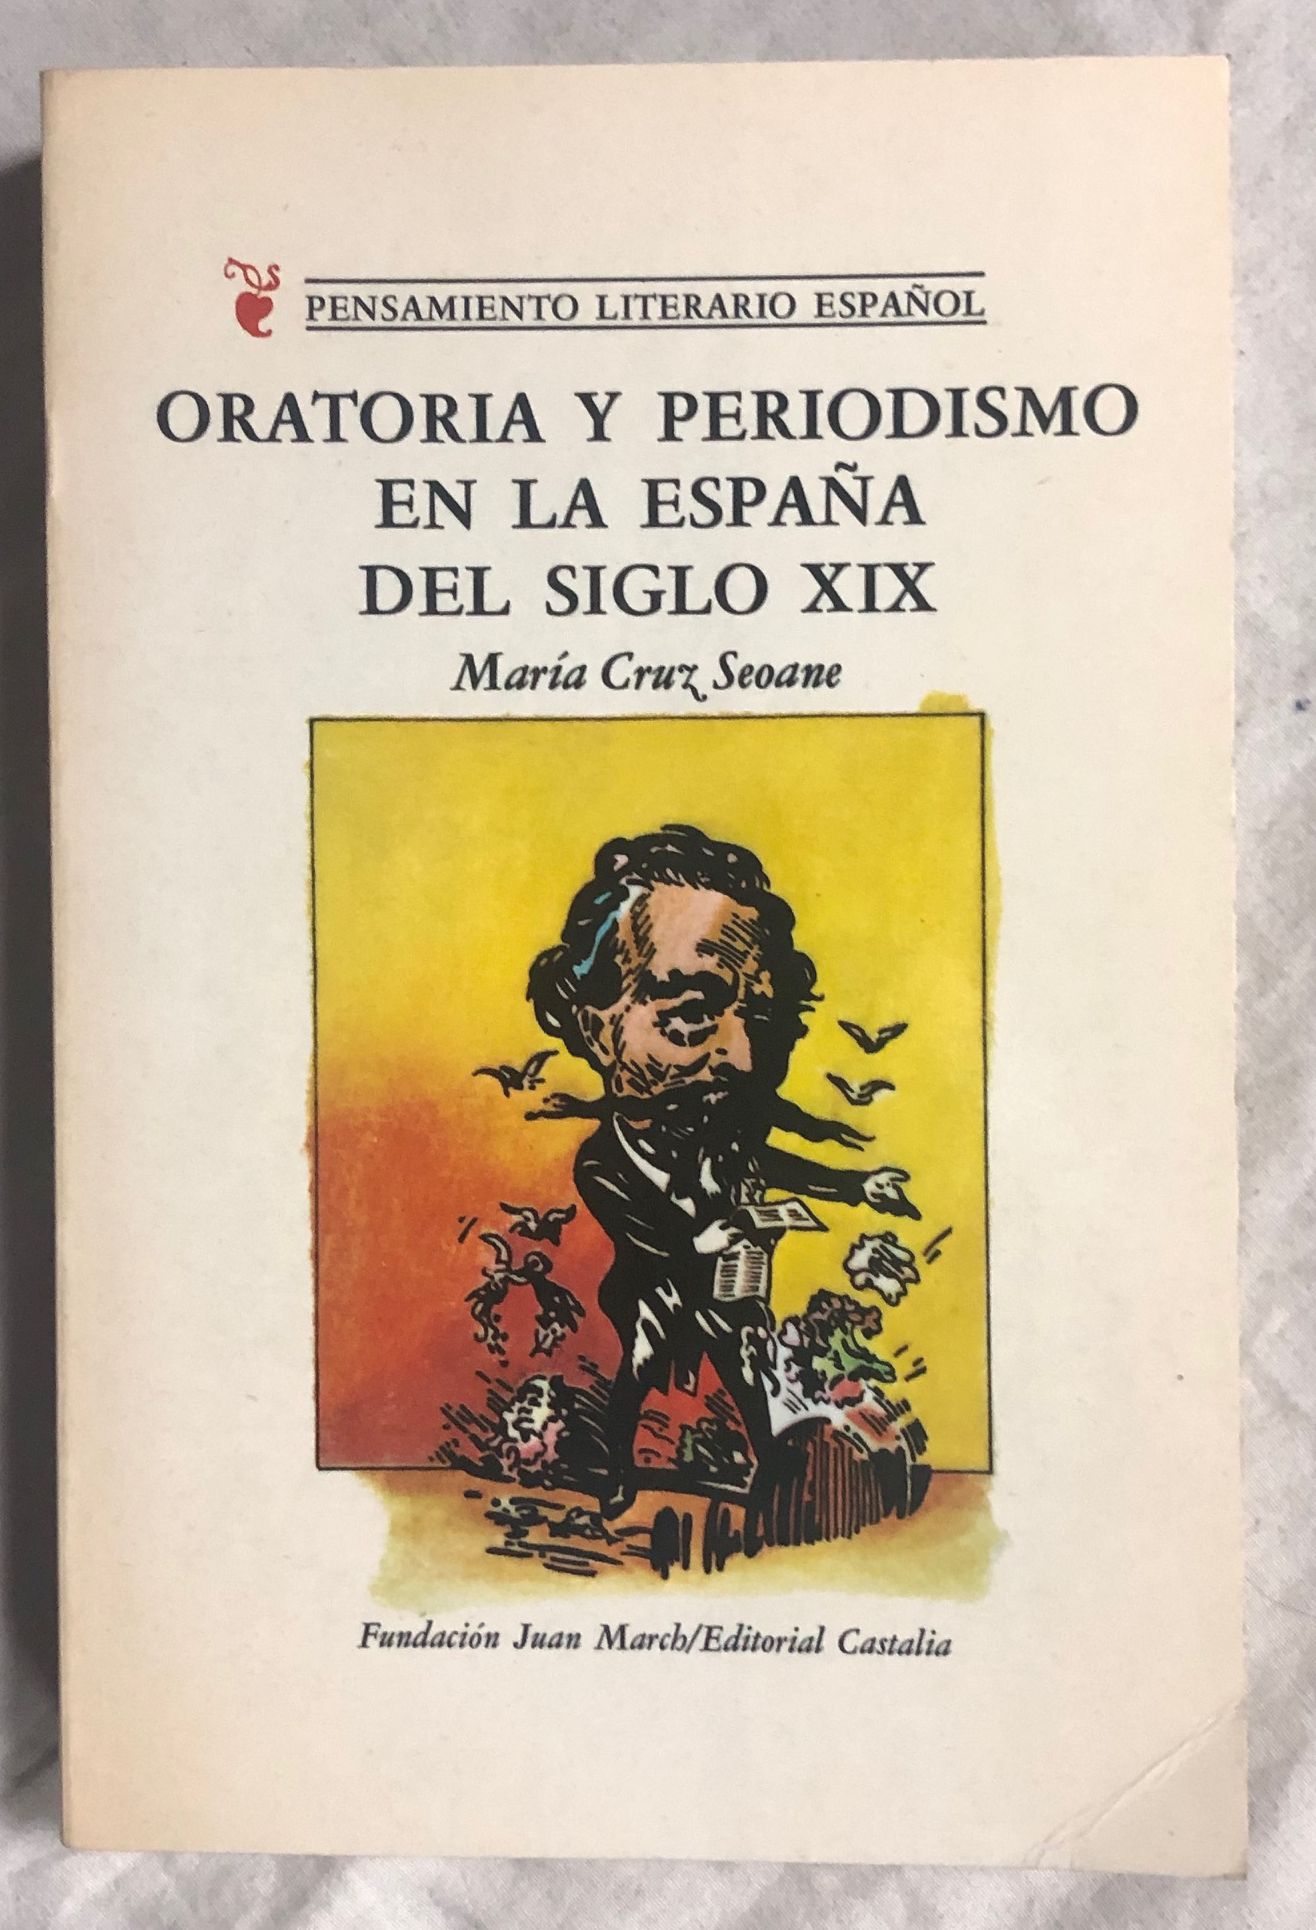 PENSAMIENTO LITERARIO ESPAÑOL
ORATORIA Y PERIODISMO
EN LA ESPAÑA
DEL SIGLO XIX
María Cruz Seoane
Fundación Juan March/Editorial Castalia